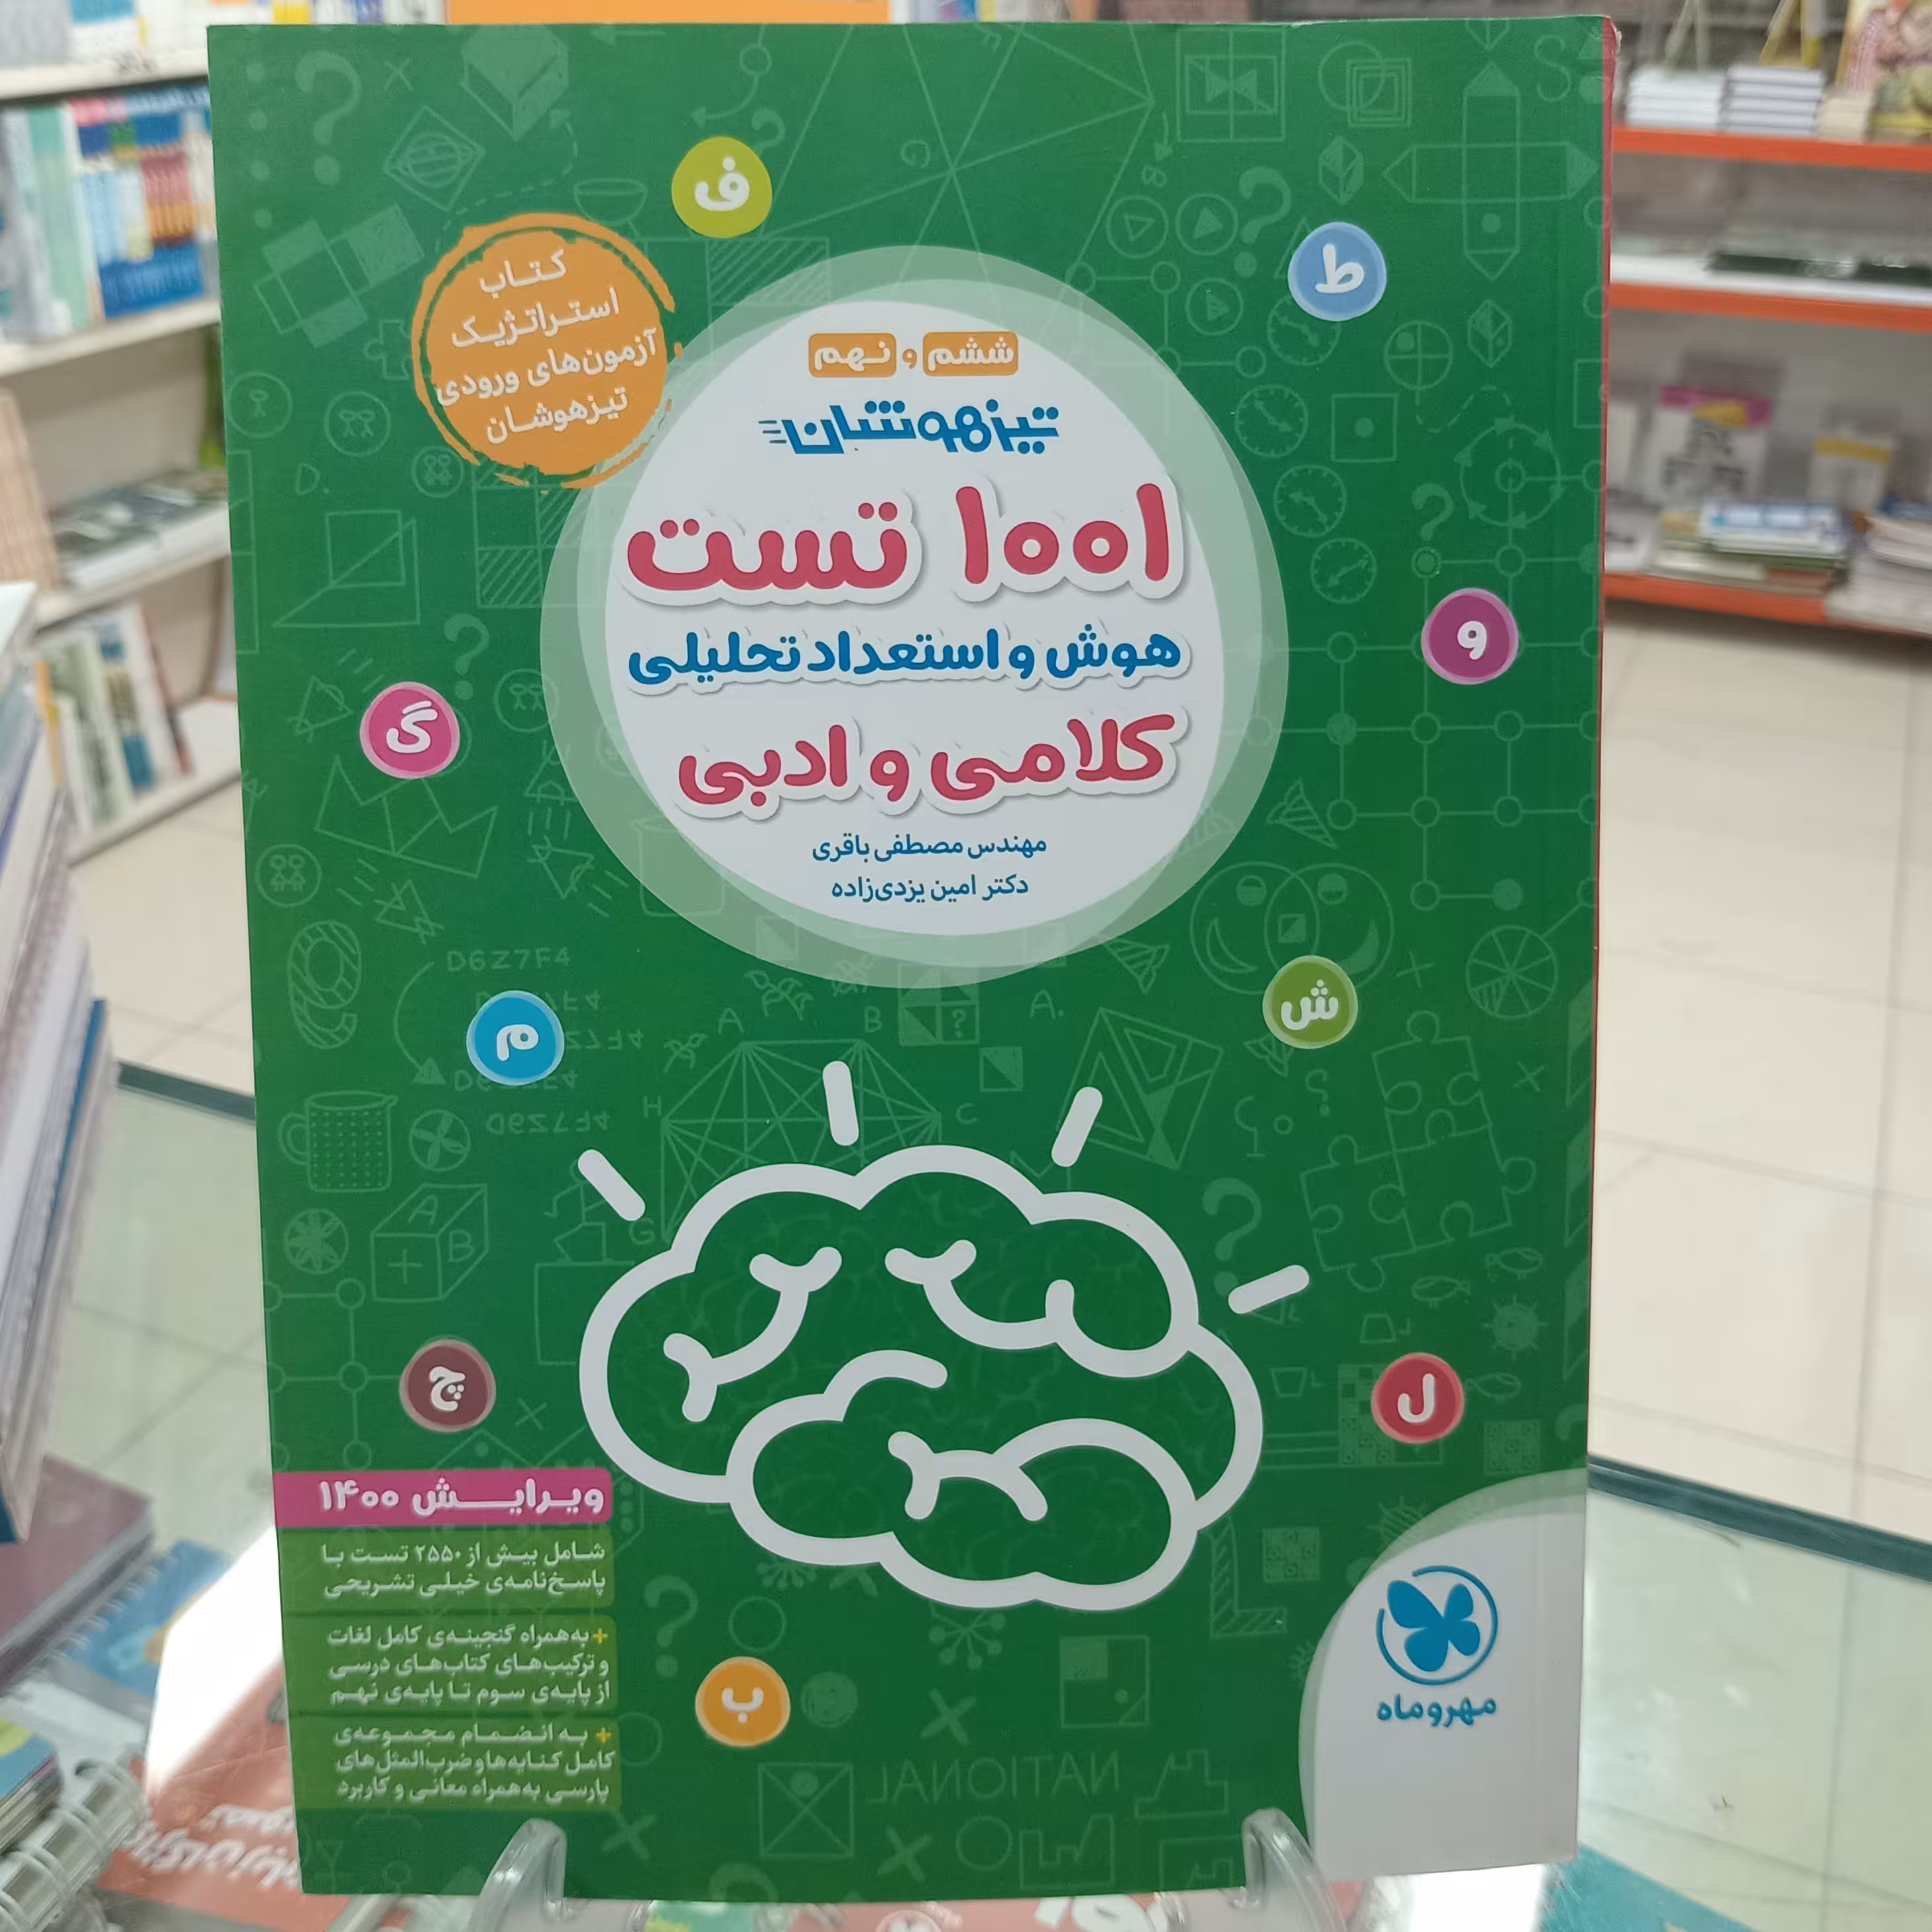 کتاب
استراتژیک
آزمون‌های ورودی
تیزهوشان
ششم و نهم
تیزهوشان
۱۰۰۱ تست
هوش و استعداد تحلیلی
کلامی و ادبی
مهندس مصطفی باقری
دکتر امین یزدی‌زاده
ف
ط
و
گ
م
ش
چ
ل
ب
D6Z7F4
A
B
A.
H
C
G
A
B
ویرایش ۱۴۰۰
شامل بیش از ۲۵۵۰ تست با
پاسخ‌نامه‌ی خیلی تشریحی
+ به‌همراه گنجینه‌ی کامل لغات
و ترکیب‌های کتاب‌های درسی
از پایه‌ی سوم تا پایه‌ی نهم
+ به انضمام مجموعه‌ی
کامل کنایه‌ها و ضرب‌المثل‌های
پارسی به‌همراه معانی و کاربرد
مهروماه